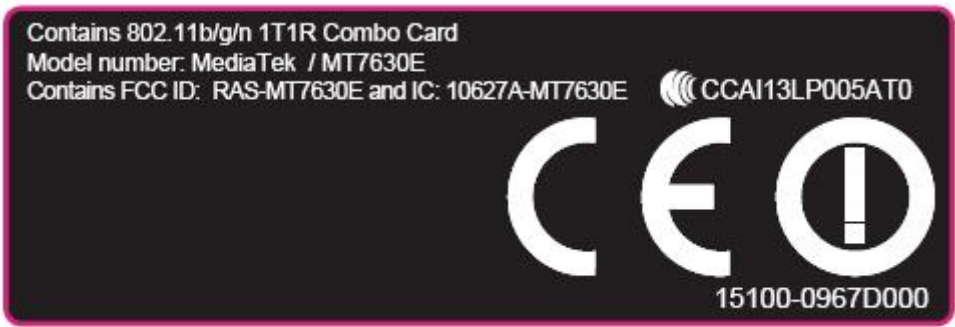 Contains 802.11b/g/n 1T1R Combo Card
Model number: MediaTek / MT7630E
Contains FCC ID: RAS-MT7630E and IC: 10627A-MT7630E
CCAI13LP005AT0
CE
15100-0967D000